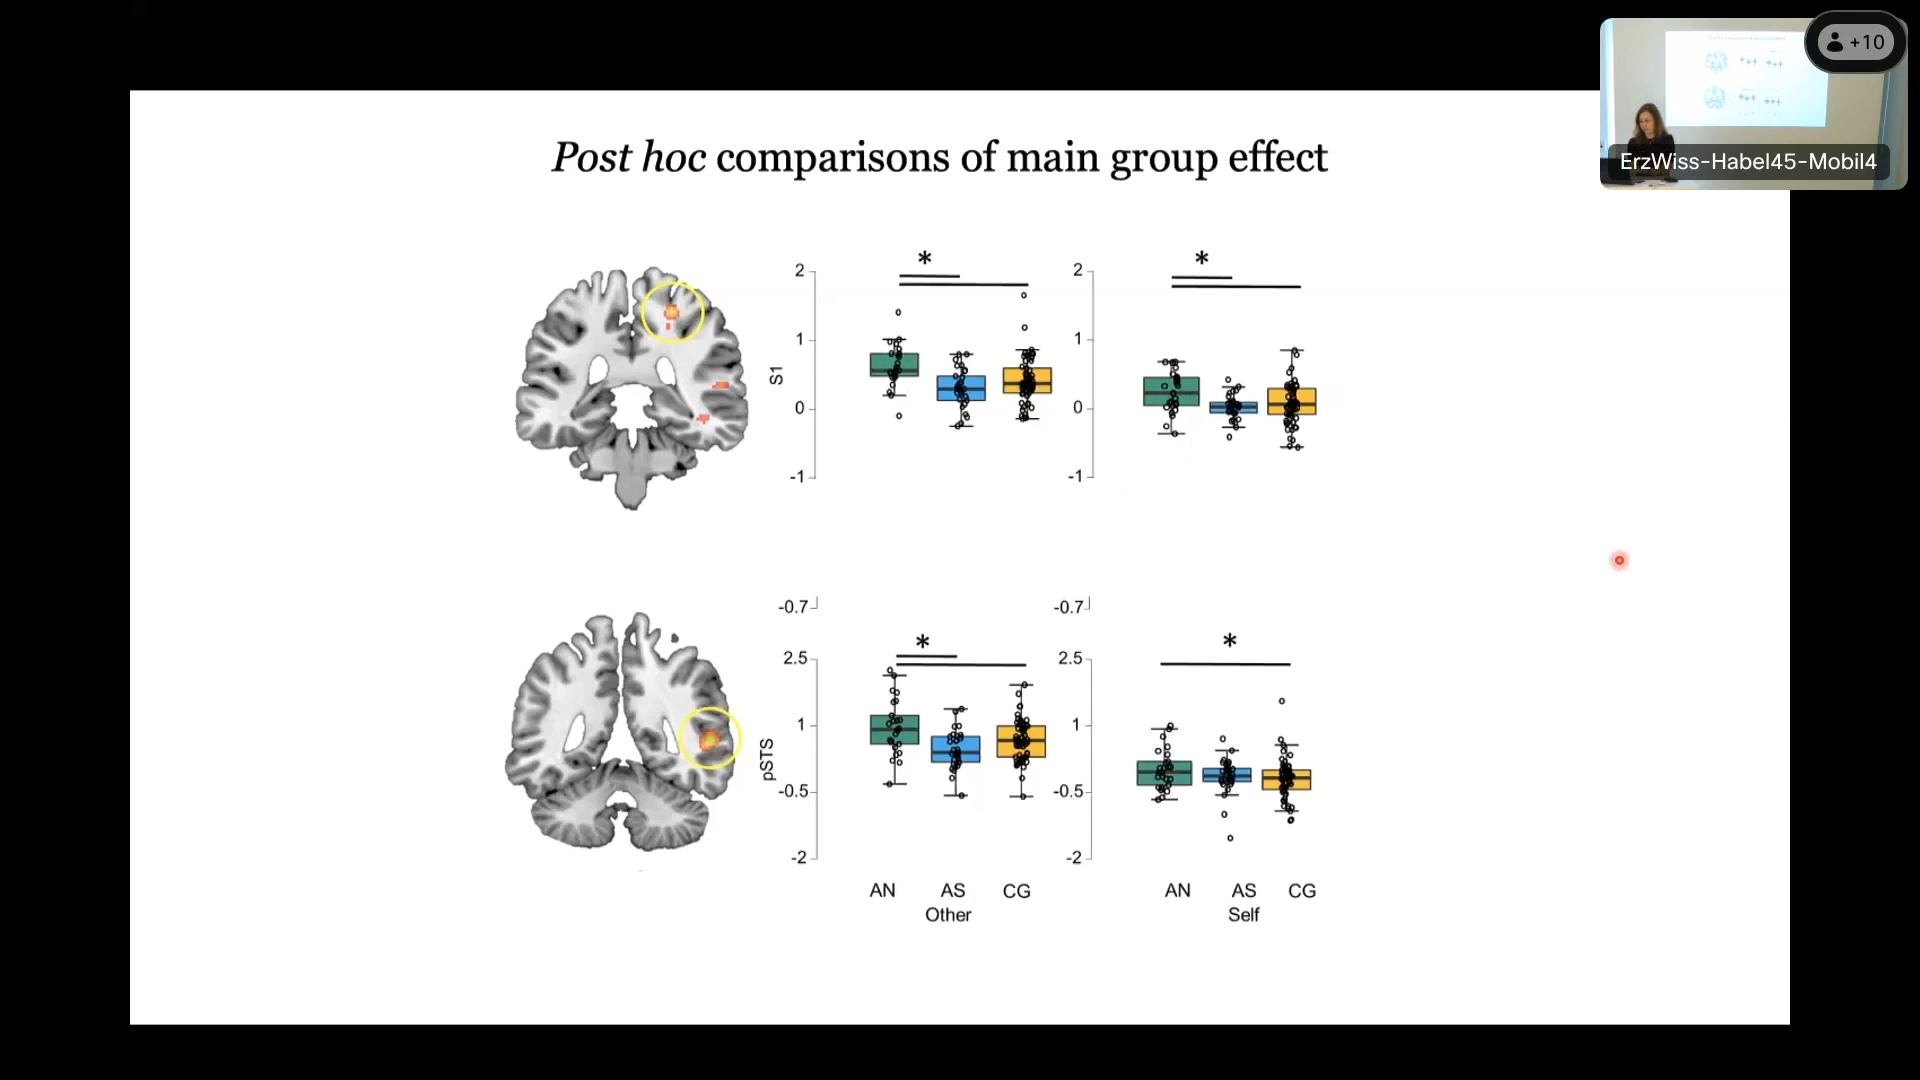 +10
ErzWiss-Habel45-Mobil4
Post hoc comparisons of main group effect
*
*
2
1
0
-1
S1
2
1
0
-1
-0.7
-0.7
*
*
2.5
1
-0.5
-2
pSTS
2.5
1
-0.5
-2
AN AS CG
AN AS CG
Other
Self